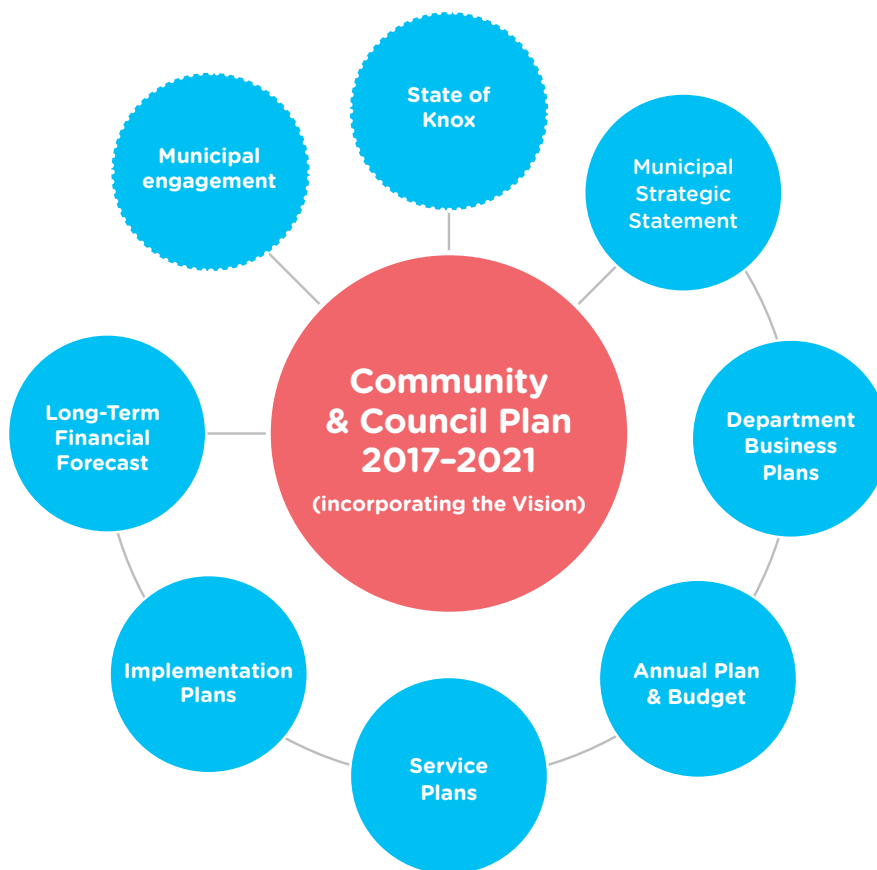 State of
Knox
Municipal
engagement
Municipal
Strategic
Statement
Community
& Council Plan
2017–2021
(incorporating the Vision)
Long-Term
Financial
Forecast
Department
Business
Plans
Implementation
Plans
Annual Plan
& Budget
Service
Plans